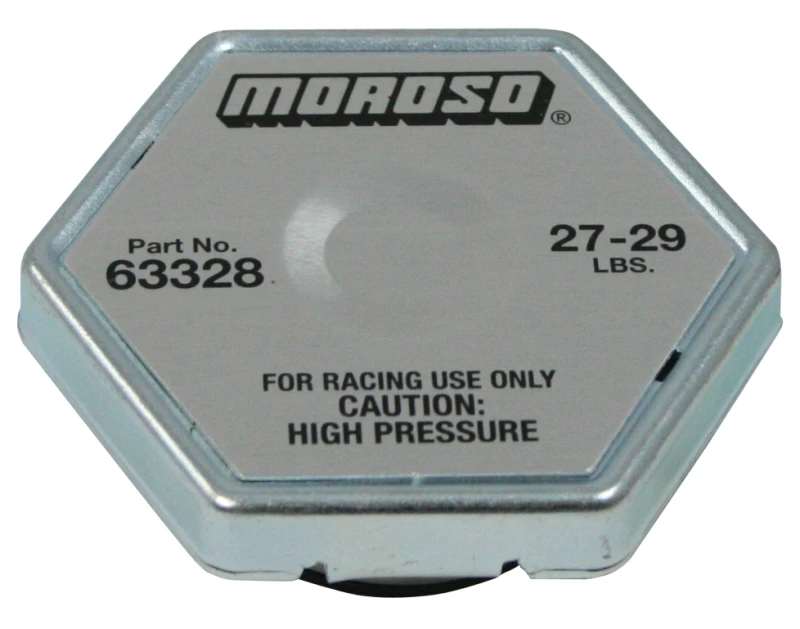 MOROSO®
Part No.
63328
27-29
LBS.
FOR RACING USE ONLY
CAUTION:
HIGH PRESSURE